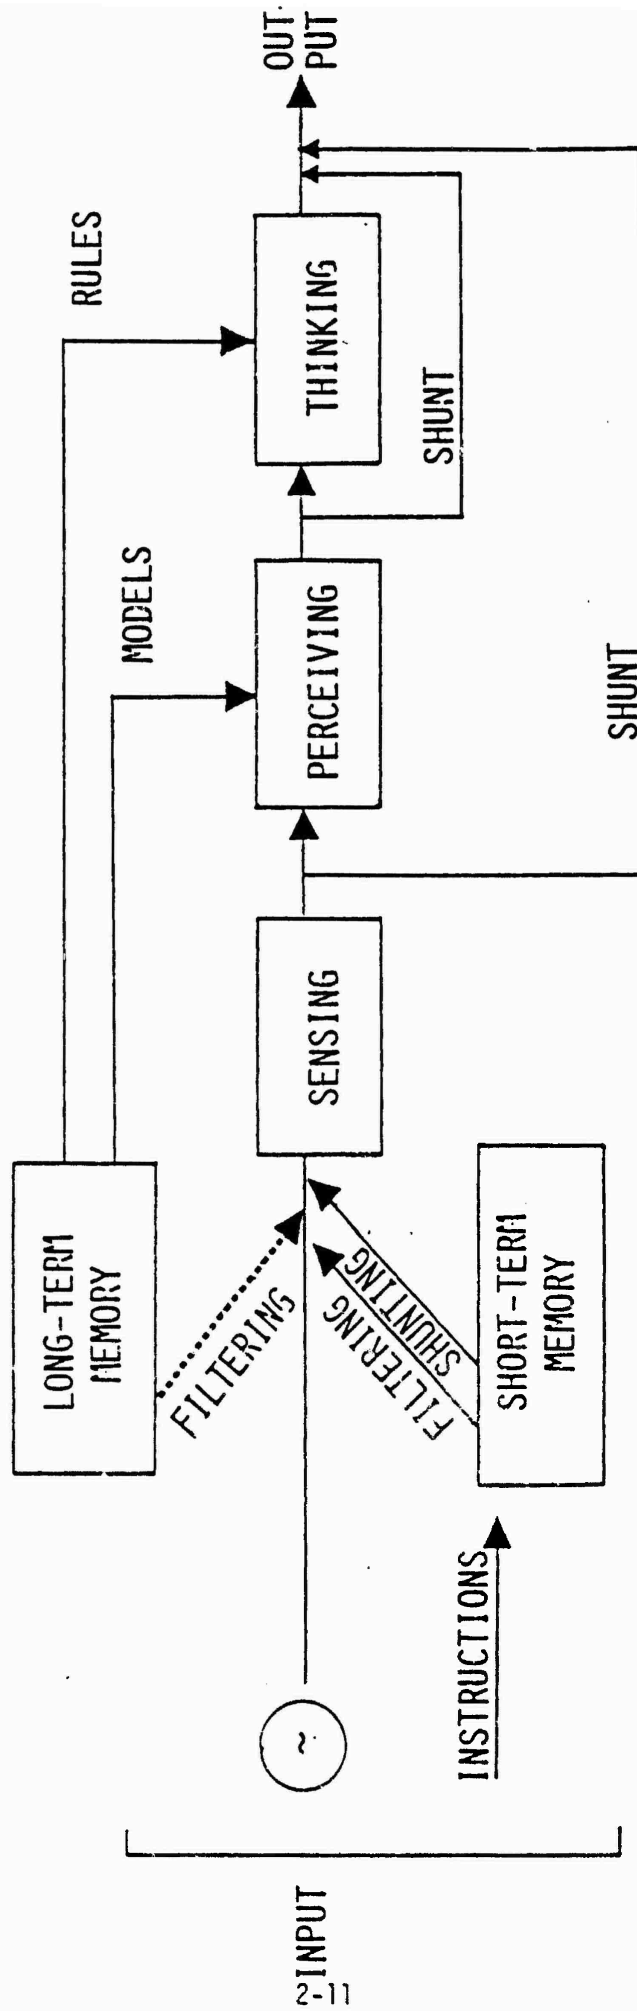 INPUT
~
INSTRUCTIONS
LONG-TERM
MEMORY
FILTERING
FILTERING
SHUNTING
SHORT-TERM
MEMORY
SENSING
MODELS
PERCEIVING
SHUNT
RULES
THINKING
SHUNT
OUT
PUT
2-11